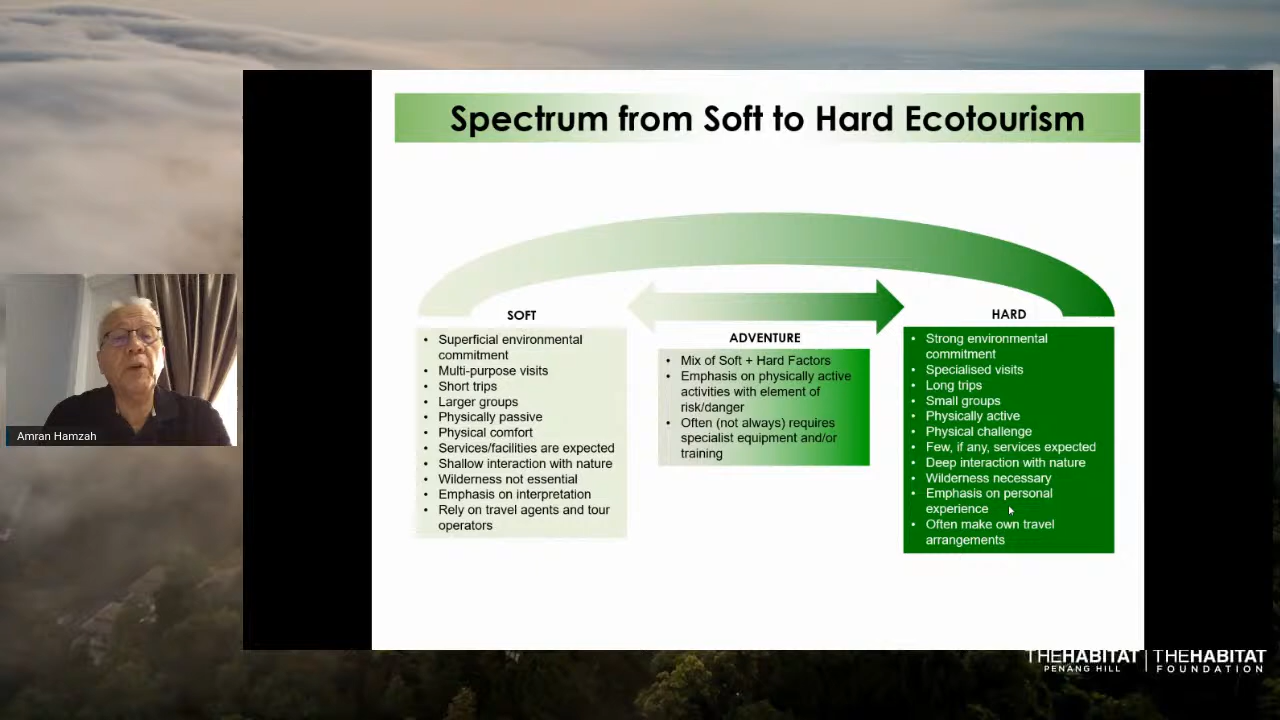 Spectrum from Soft to Hard Ecotourism
SOFT
• Superficial environmental
commitment
• Multi-purpose visits
• Short trips
• Larger groups
• Physically passive
• Physical comfort
• Services/facilities are expected
• Shallow interaction with nature
• Wilderness not essential
• Emphasis on interpretation
• Rely on travel agents and tour
operators
ADVENTURE
• Mix of Soft + Hard Factors
• Emphasis on physically active
activities with element of
risk/danger
• Often (not always) requires
specialist equipment and/or
training
HARD
• Strong environmental
commitment
• Specialised visits
• Long trips
• Small groups
• Physically active
• Physical challenge
• Few, if any, services expected
• Deep interaction with nature
• Wilderness necessary
• Emphasis on personal
experience
• Often make own travel
arrangements
Amran Hamzah
THEHABITAT
PENANG HILL
THEHABITAT
FOUNDATION